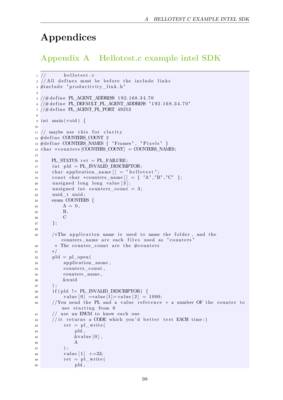 A HELLOTEST.C EXAMPLE INTEL SDK
Appendices
Appendix A Hellotest.c example intel SDK
1 // hellotest.c
2 // All defines must be before the include links
3 #include "productivity_link.h"
4
5 //#define PL_AGENT_ADDRESS 192.168.34.70
6 //#define PL_DEFAULT_PL_AGENT_ADDRESS "192.168.34.70"
7 //#define PL_AGENT_PL_PORT 49253
8
9 int main(void) {
10
11 // maybe use this for clarity
12 #define COUNTERS_COUNT 2
13 #define COUNTERS_NAMES { "Frames", "Pixels" }
14 char *counters[COUNTERS_COUNT] = COUNTERS_NAMES;
15
16 PL_STATUS ret = PL_FAILURE;
17 int pld = PL_INVALID_DESCRIPTOR;
18 char application_name[] = "hellotest";
19 const char *counters_name[] = { "A","B","C" };
20 unsigned long long value[3];
21 unsigned int counters_count = 3;
22 uuid_t uuid;
23 enum COUNTERS {
24 A = 0,
25 B,
26 C
27 };
28
29 /*The application name is used to name the folder, and the
counters_name are each files used as "counters"
30 * The counter_count are the #counters
31 */
32 pld = pl_open(
33 application_name,
34 counters_count,
35 counters_name,
36 &uuid
37 );
38 if(pld != PL_INVALID_DESCRIPTOR) {
39 value[0] =value[1]=value[2] = 1000;
40 //You send the PL and a value reference + a number OF the counter to
use starting from 0
41 // use an ENUM to know each one
42 // it returns a CODE which you'd better test EACH time:)
43 ret = pl_write(
44 pld,
45 &value[0],
46 A
47 );
48 value[1] -=33;
49 ret = pl_write(
50 pld,